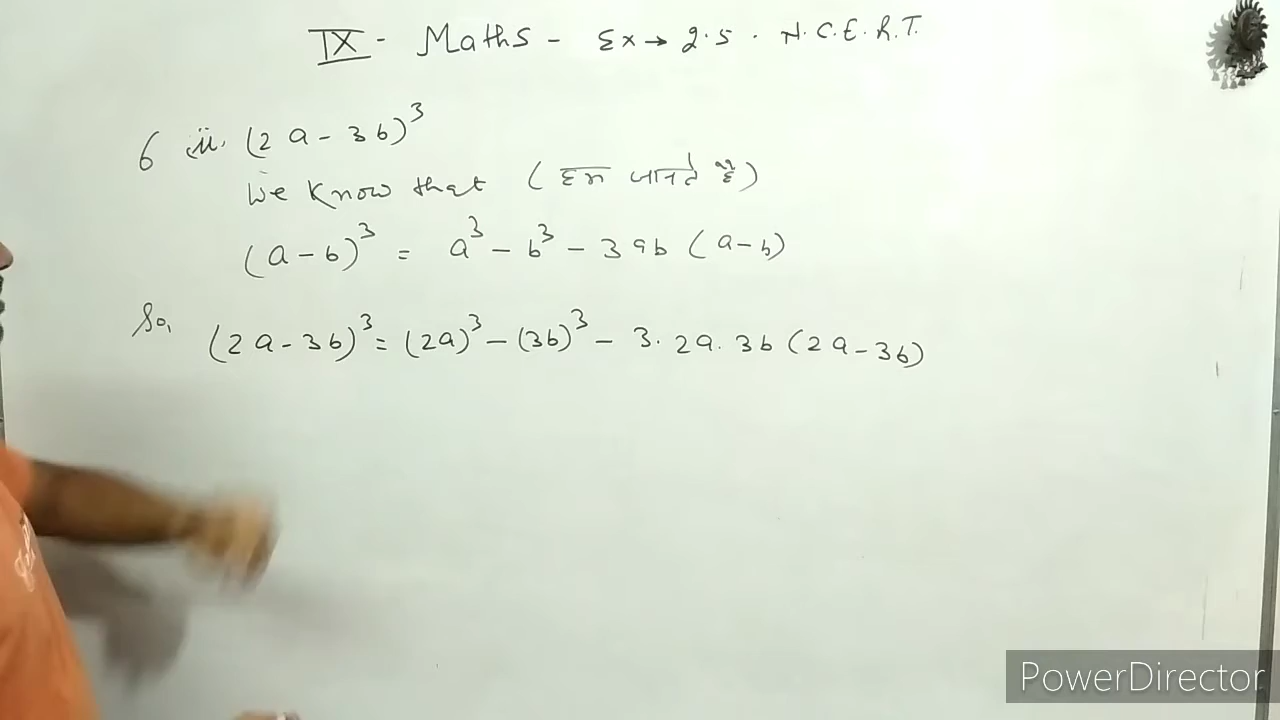 IX - Maths - Ex → 2.5. N.C.E.R.T.
6 ii. (2a - 3b)³
We know that (हम जानते हैं)
(a - b)³ = a³ - b³ - 3ab (a - b)
So, (2a - 3b)³ = (2a)³ - (3b)³ - 3. 2a. 3b (2a - 3b)
PowerDirector